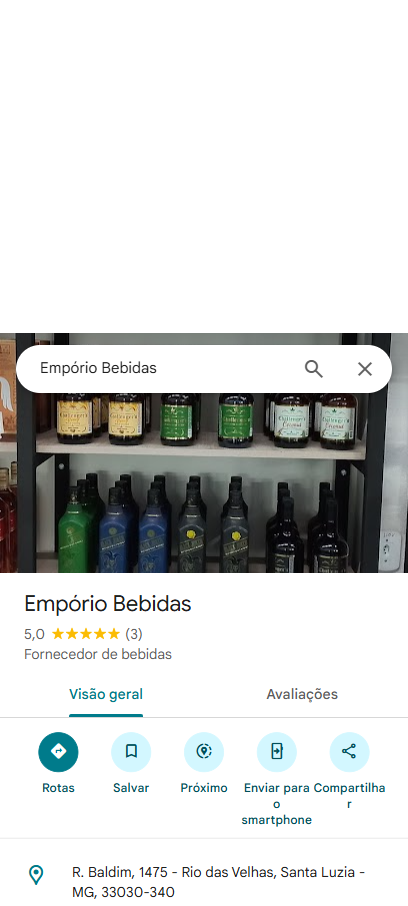 Empório Bebidas
Empório Bebidas
5,0 ★★★★★ (3)
Fornecedor de bebidas
Visão geral
Avaliações
Rotas
Salvar
Próximo
Enviar para
o
smartphone
Compartilha
r
R. Baldim, 1475 - Rio das Velhas, Santa Luzia -
MG, 33030-340